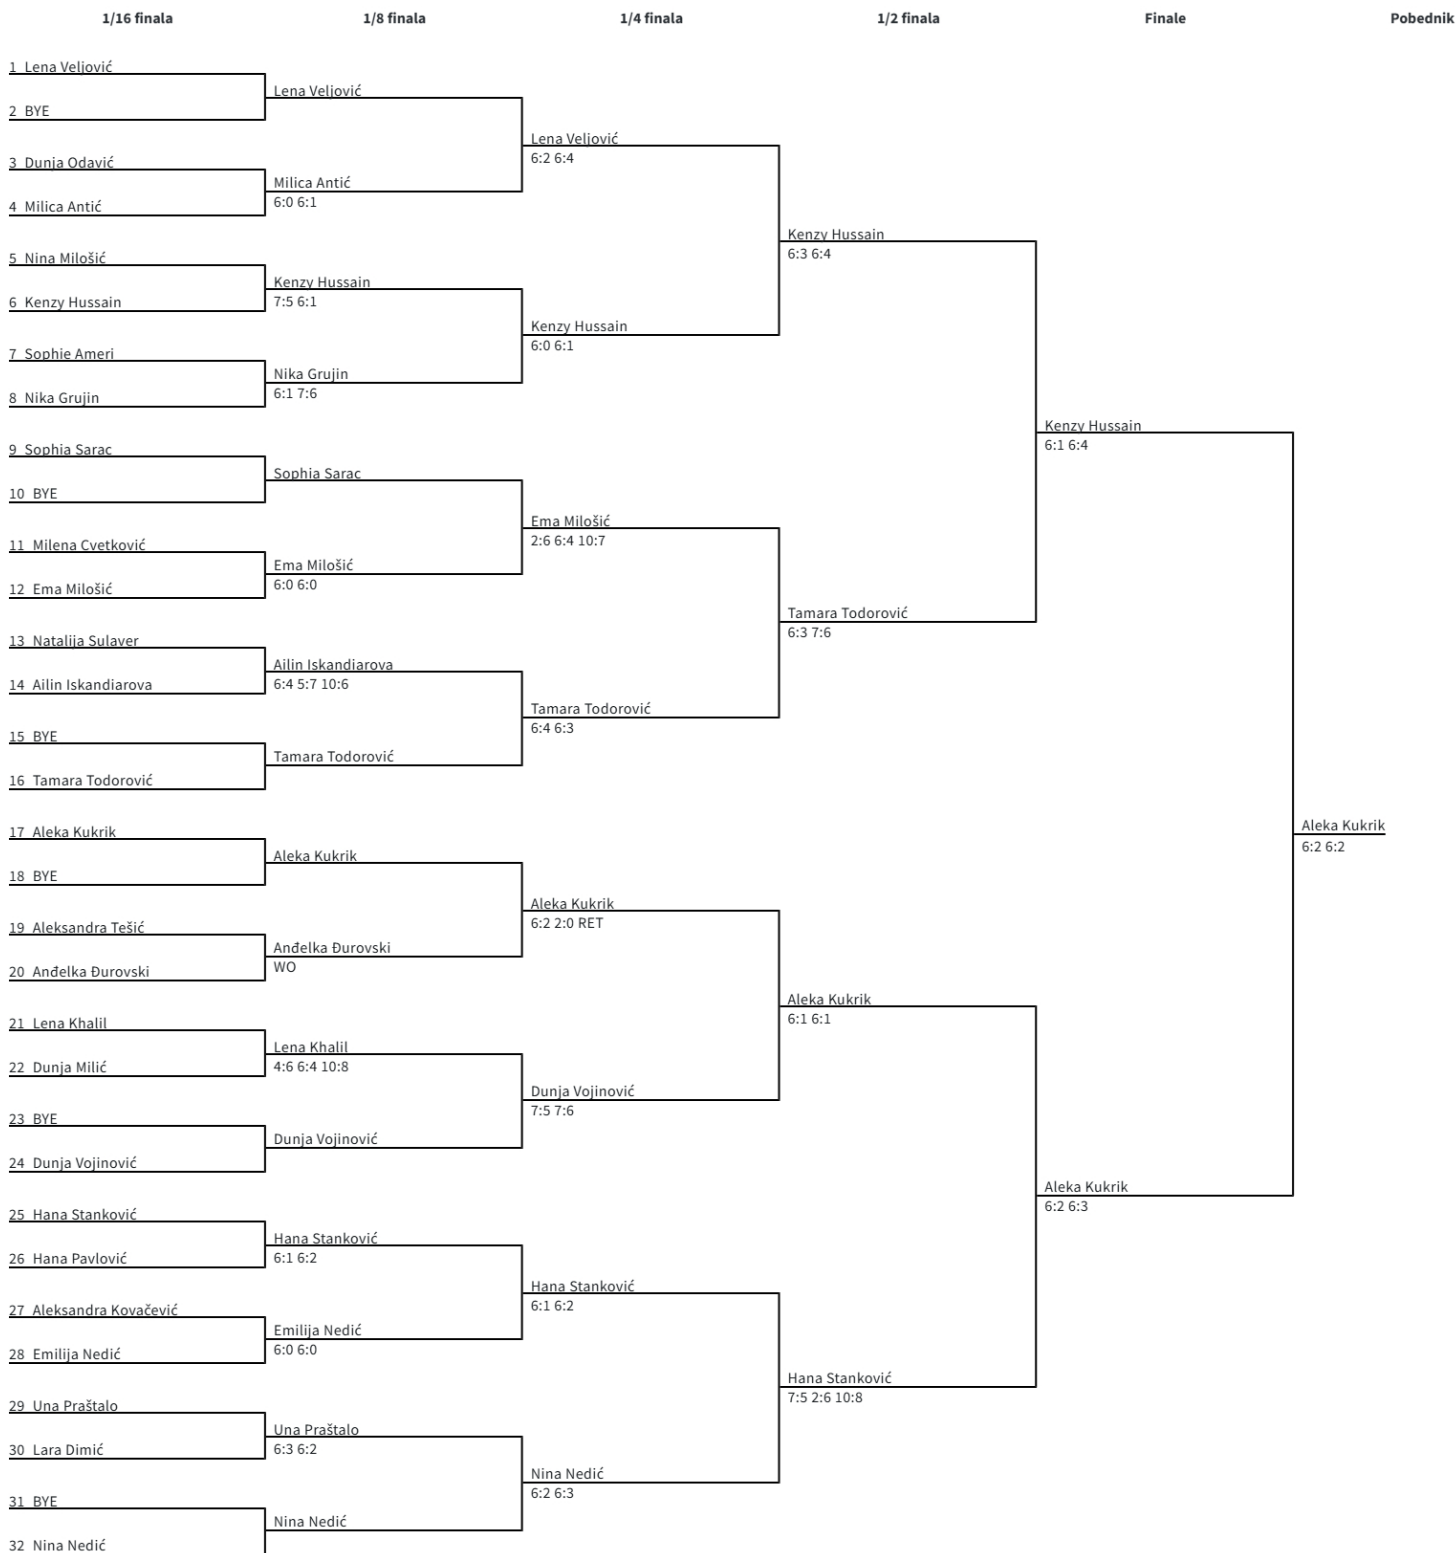 1/16 finala
1/8 finala
1/4 finala
1/2 finala
Finale
Pobednik
1 Lena Veljović
2 BYE
3 Dunja Odavić
4 Milica Antić
5 Nina Milošić
6 Kenzy Hussain
7 Sophie Ameri
8 Nika Grujin
9 Sophia Sarac
10 BYE
11 Milena Cvetković
12 Ema Milošić
13 Natalija Sulaver
14 Ailin Iskandiarova
15 BYE
16 Tamara Todorović
17 Aleka Kukrik
18 BYE
19 Aleksandra Tešić
20 Anđelka Đurovski
21 Lena Khalil
22 Dunja Milić
23 BYE
24 Dunja Vojinović
25 Hana Stanković
26 Hana Pavlović
27 Aleksandra Kovačević
28 Emilija Nedić
29 Una Praštalo
30 Lara Dimić
31 BYE
32 Nina Nedić
Lena Veljović
Milica Antić
6:0 6:1
Kenzy Hussain
7:5 6:1
Nika Grujin
6:1 7:6
Sophia Sarac
Ema Milošić
6:0 6:0
Ailin Iskandiarova
6:4 5:7 10:6
Tamara Todorović
Aleka Kukrik
Anđelka Đurovski
WO
Lena Khalil
4:6 6:4 10:8
Dunja Vojinović
Hana Stanković
6:1 6:2
Emilija Nedić
6:0 6:0
Una Praštalo
6:3 6:2
Nina Nedić
Lena Veljović
6:2 6:4
Kenzy Hussain
6:0 6:1
Ema Milošić
2:6 6:4 10:7
Tamara Todorović
6:4 6:3
Aleka Kukrik
6:2 2:0 RET
Dunja Vojinović
7:5 7:6
Hana Stanković
6:1 6:2
Nina Nedić
6:2 6:3
Kenzy Hussain
6:3 6:4
Tamara Todorović
6:3 7:6
Aleka Kukrik
6:1 6:1
Hana Stanković
7:5 2:6 10:8
Kenzy Hussain
6:1 6:4
Aleka Kukrik
6:2 6:3
Aleka Kukrik
6:2 6:2